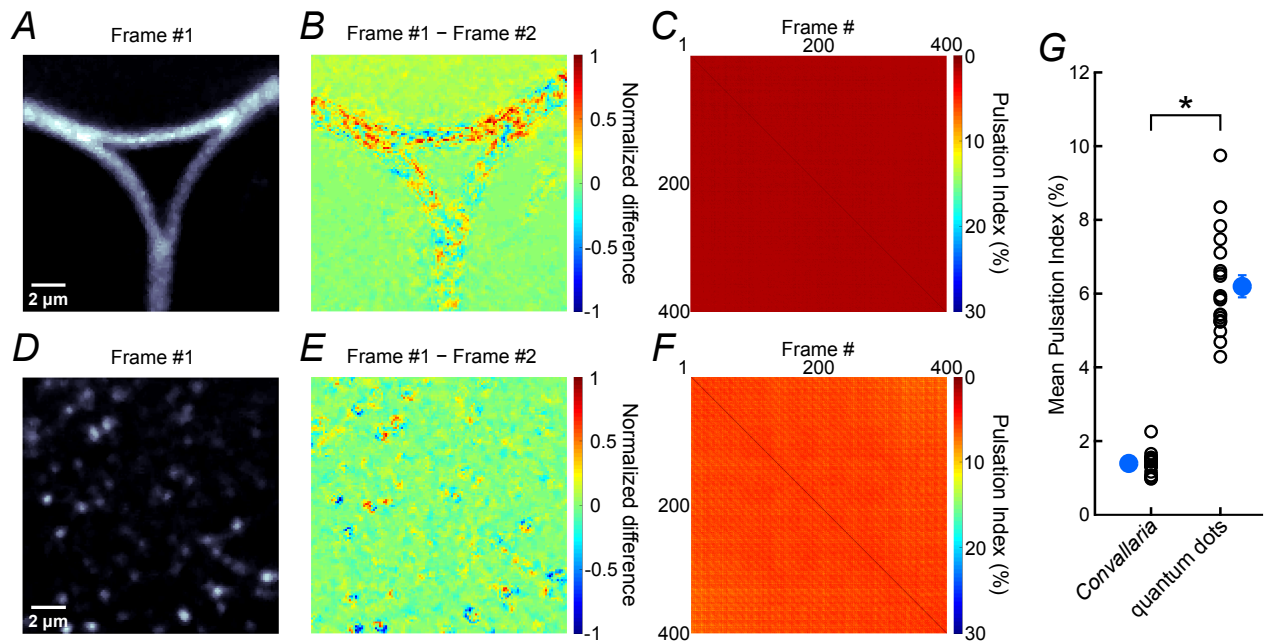 A
Frame #1
2 µm
B
Frame #1 − Frame #2
1
0.5
0
-0.5
-1
Normalized difference
C
Frame #
1
200
400
200
400
0
10
20
30
Pulsation Index (%)
D
Frame #1
2 µm
E
Frame #1 − Frame #2
1
0.5
0
-0.5
-1
Normalized difference
F
Frame #
1
200
400
200
400
0
10
20
30
Pulsation Index (%)
G
*
12
10
8
6
4
2
0
Mean Pulsation Index (%)
Convallaria
quantum dots